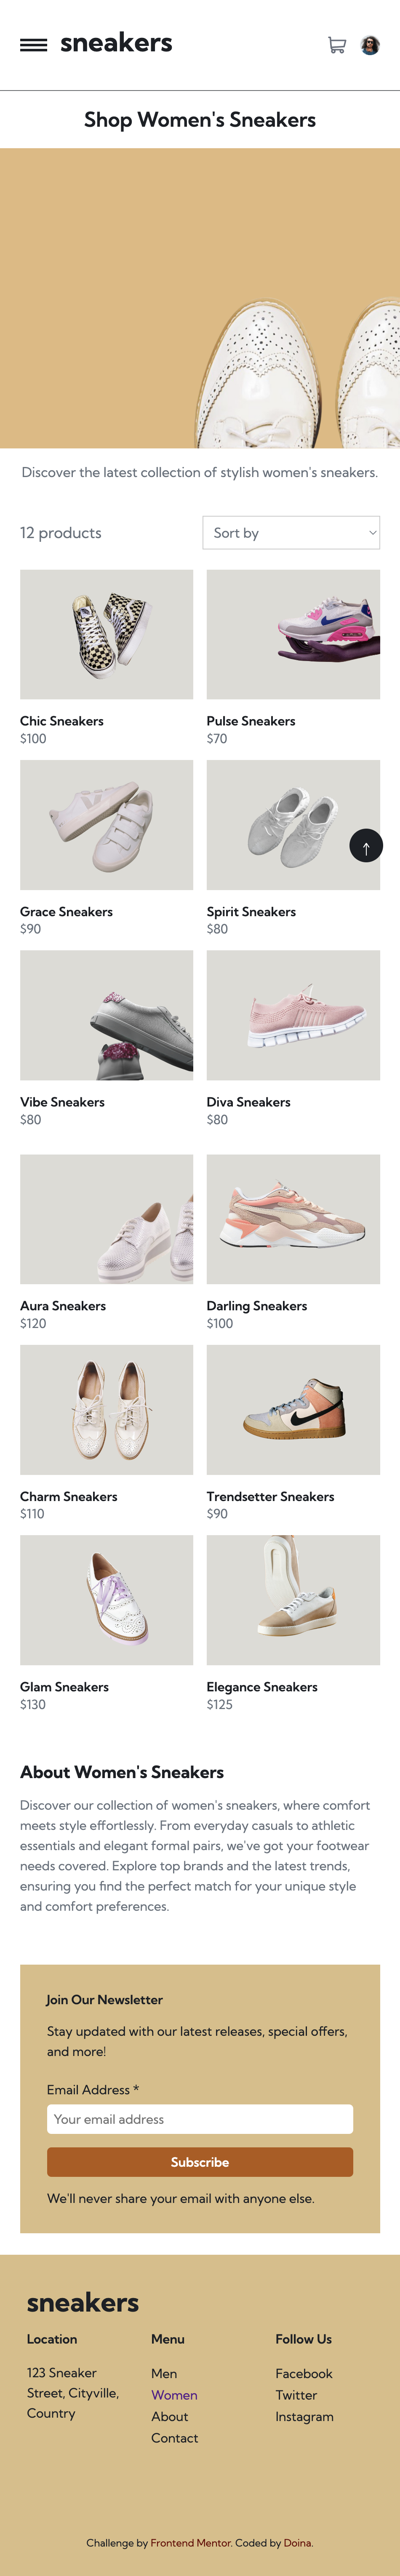 sneakers
Shop Women's Sneakers
Discover the latest collection of stylish women's sneakers.
12 products
Sort by
Chic Sneakers
$100
Pulse Sneakers
$70
Grace Sneakers
$90
Spirit Sneakers
$80
Vibe Sneakers
$80
Diva Sneakers
$80
Aura Sneakers
$120
Darling Sneakers
$100
Charm Sneakers
$110
Trendsetter Sneakers
$90
Glam Sneakers
$130
Elegance Sneakers
$125
About Women's Sneakers
Discover our collection of women's sneakers, where comfort
meets style effortlessly. From everyday casuals to athletic
essentials and elegant formal pairs, we've got your footwear
needs covered. Explore top brands and the latest trends,
ensuring you find the perfect match for your unique style
and comfort preferences.
Join Our Newsletter
Stay updated with our latest releases, special offers,
and more!
Email Address *
Your email address
Subscribe
We'll never share your email with anyone else.
sneakers
Location
123 Sneaker
Street, Cityville,
Country
Menu
Men
Women
About
Contact
Follow Us
Facebook
Twitter
Instagram
Challenge by Frontend Mentor. Coded by Doina.